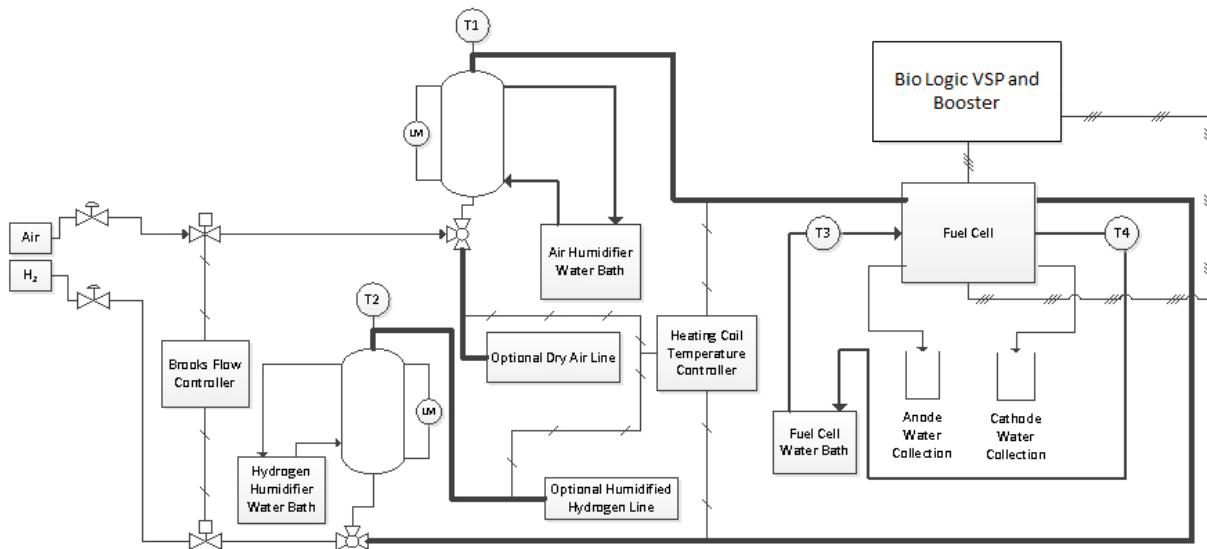 T1
Bio Logic VSP and
Booster
LM
Air
H₂
Air Humidifier
Water Bath
T3
Fuel Cell
T4
T2
Brooks Flow
Controller
Optional Dry Air Line
Heating Coil
Temperature
Controller
LM
Hydrogen
Humidifier
Water Bath
Optional Humidified
Hydrogen Line
Fuel Cell
Water Bath
Anode
Water
Collection
Cathode
Water
Collection